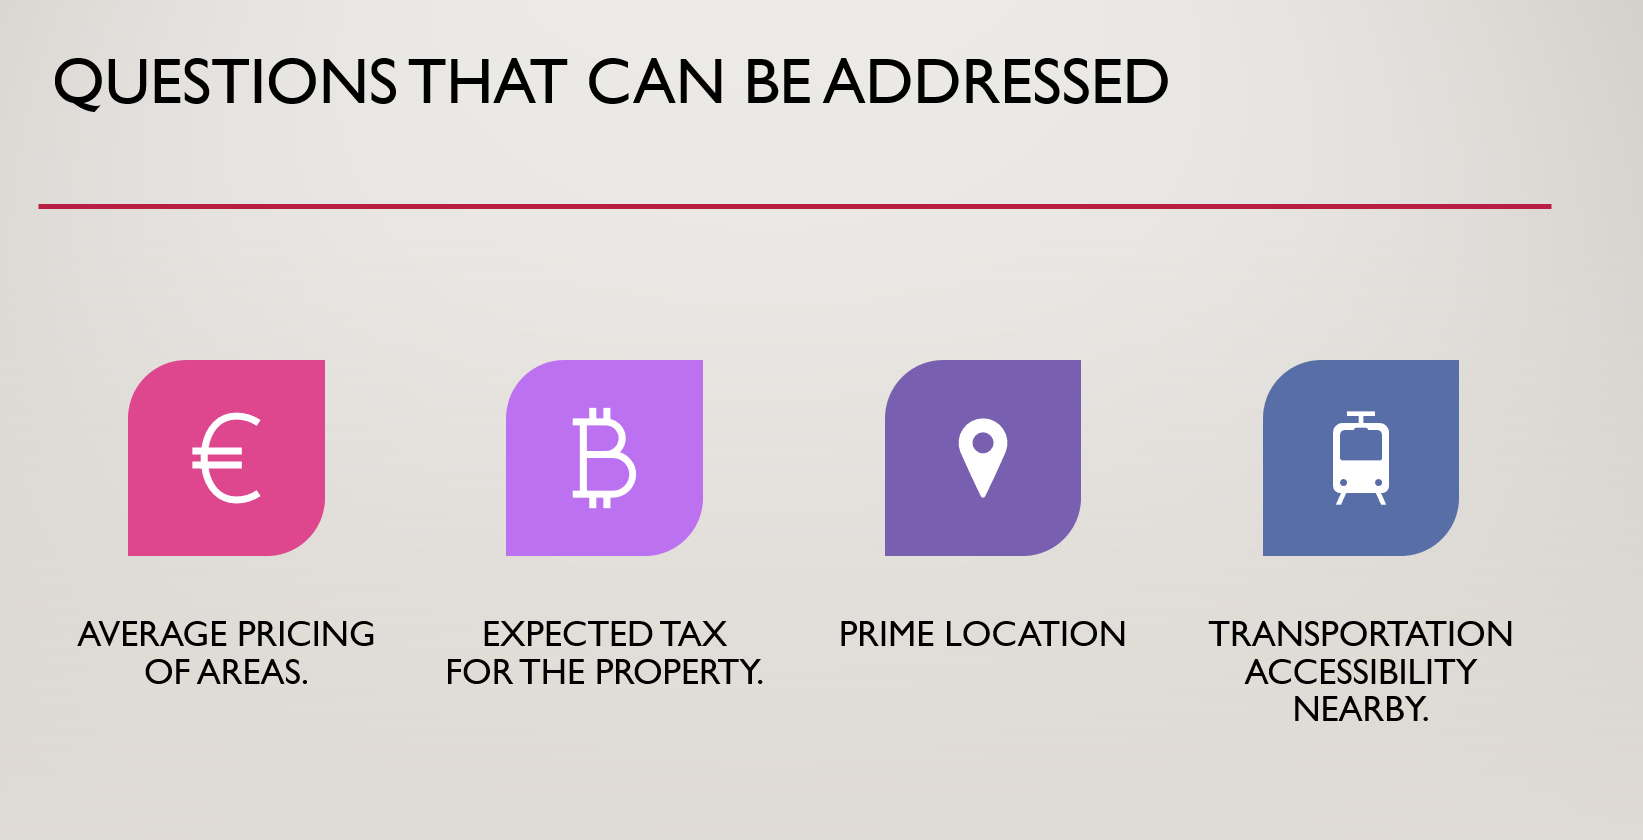 QUESTIONS THAT CAN BE ADDRESSED
AVERAGE PRICING
OF AREAS.
EXPECTED TAX
FOR THE PROPERTY.
PRIME LOCATION
TRANSPORTATION
ACCESSIBILITY
NEARBY.